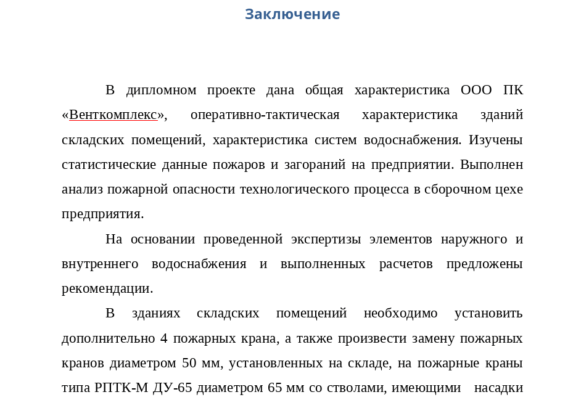 Заключение
В дипломном проекте дана общая характеристика ООО ПК
«Венткомплекс», оперативно-тактическая характеристика зданий
складских помещений, характеристика систем водоснабжения. Изучены
статистические данные пожаров и загораний на предприятии. Выполнен
анализ пожарной опасности технологического процесса в сборочном цехе
предприятия.
На основании проведенной экспертизы элементов наружного и
внутреннего водоснабжения и выполненных расчетов предложены
рекомендации.
В зданиях складских помещений необходимо установить
дополнительно 4 пожарных крана, а также произвести замену пожарных
кранов диаметром 50 мм, установленных на складе, на пожарные краны
типа РПТК-М ДУ-65 диаметром 65 мм со стволами, имеющими насадки